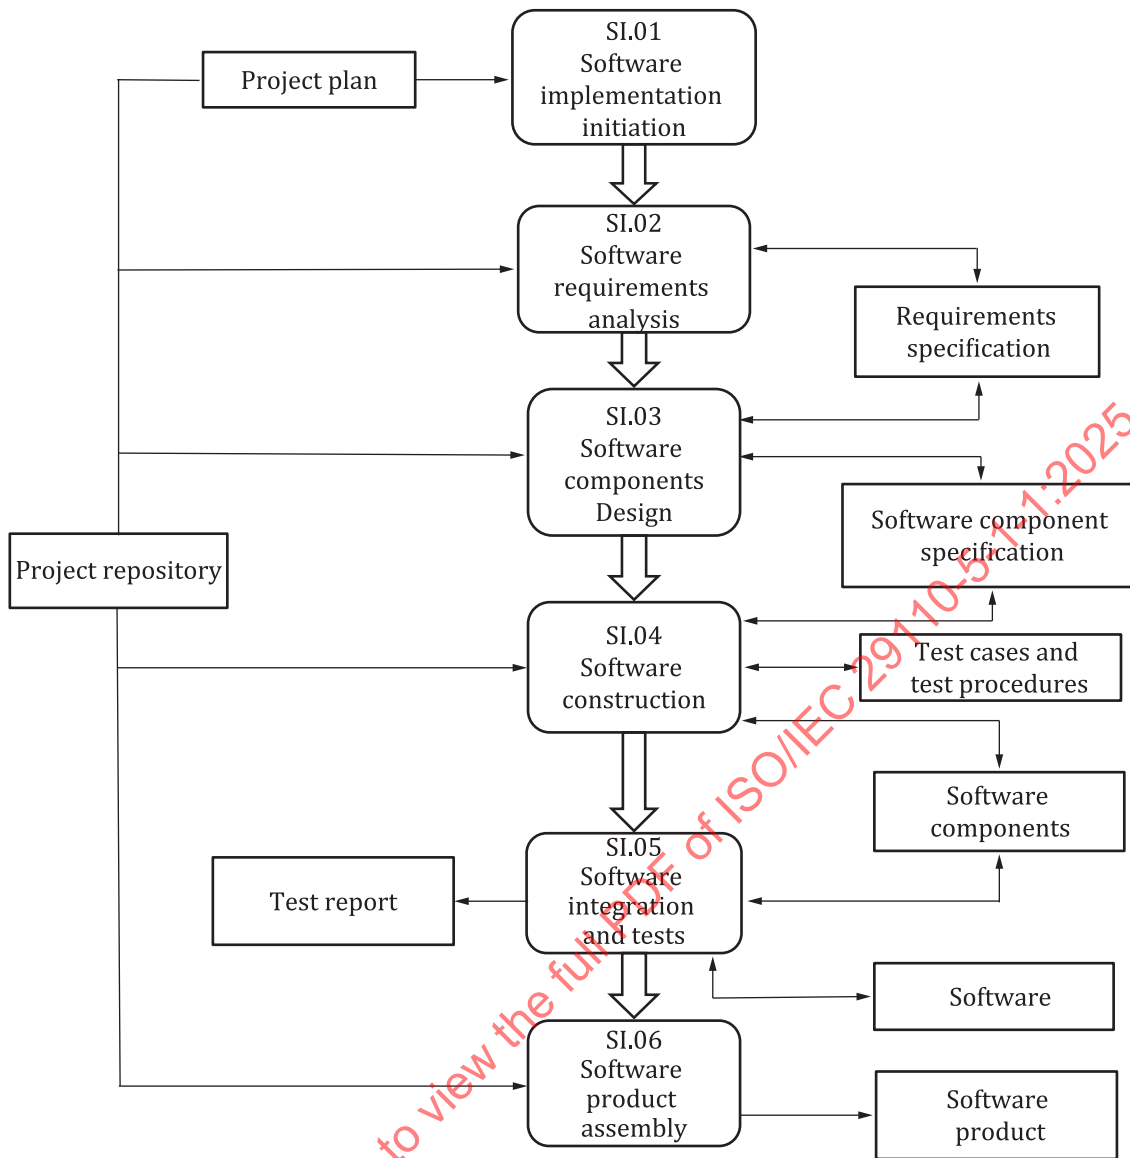 SI.01
Software
implementation
initiation
Project plan
SI.02
Software
requirements
analysis
Requirements
specification
SI.03
Software
components
Design
Software component
specification
Project repository
SI.04
Software
construction
Test cases and
test procedures
Software
components
SI.05
Software
integration
and tests
Test report
Software
SI.06
Software
product
assembly
Software
product
to view the full PDF of ISO/IEC 29110-5-1-1:2025